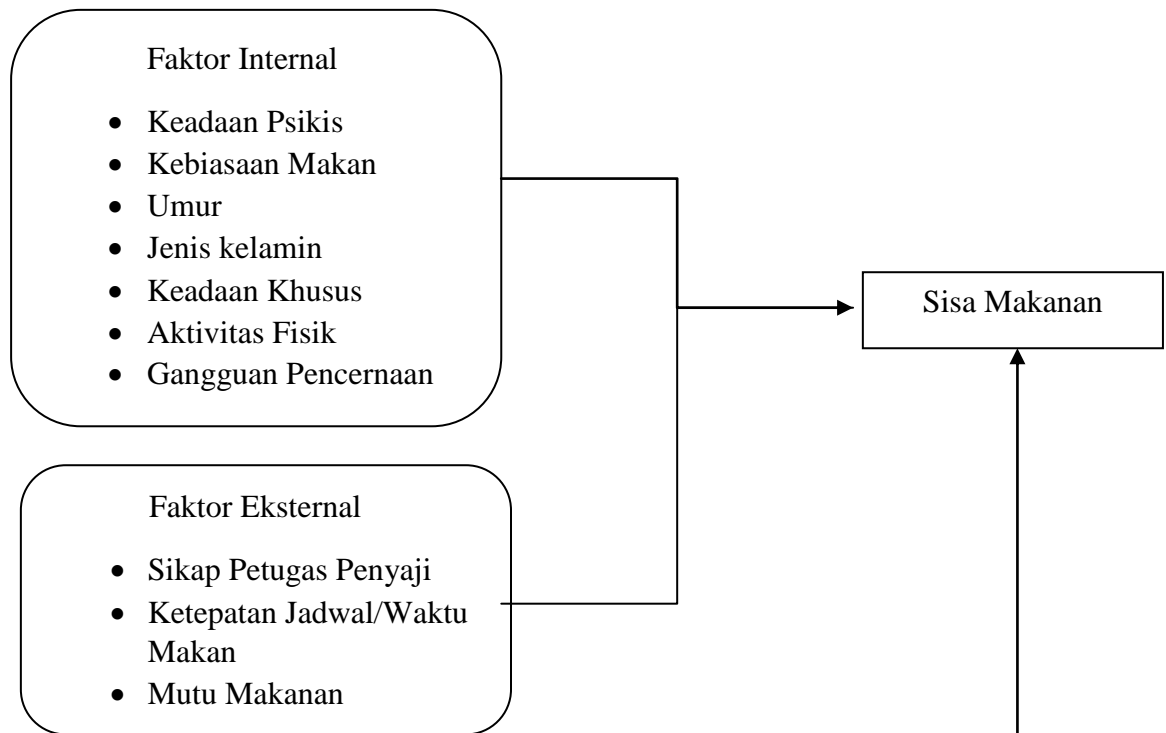 Faktor Internal
• Keadaan Psikis
• Kebiasaan Makan
• Umur
• Jenis kelamin
• Keadaan Khusus
• Aktivitas Fisik
• Gangguan Pencernaan
Sisa Makanan
Faktor Eksternal
• Sikap Petugas Penyaji
• Ketepatan Jadwal/Waktu
Makan
• Mutu Makanan